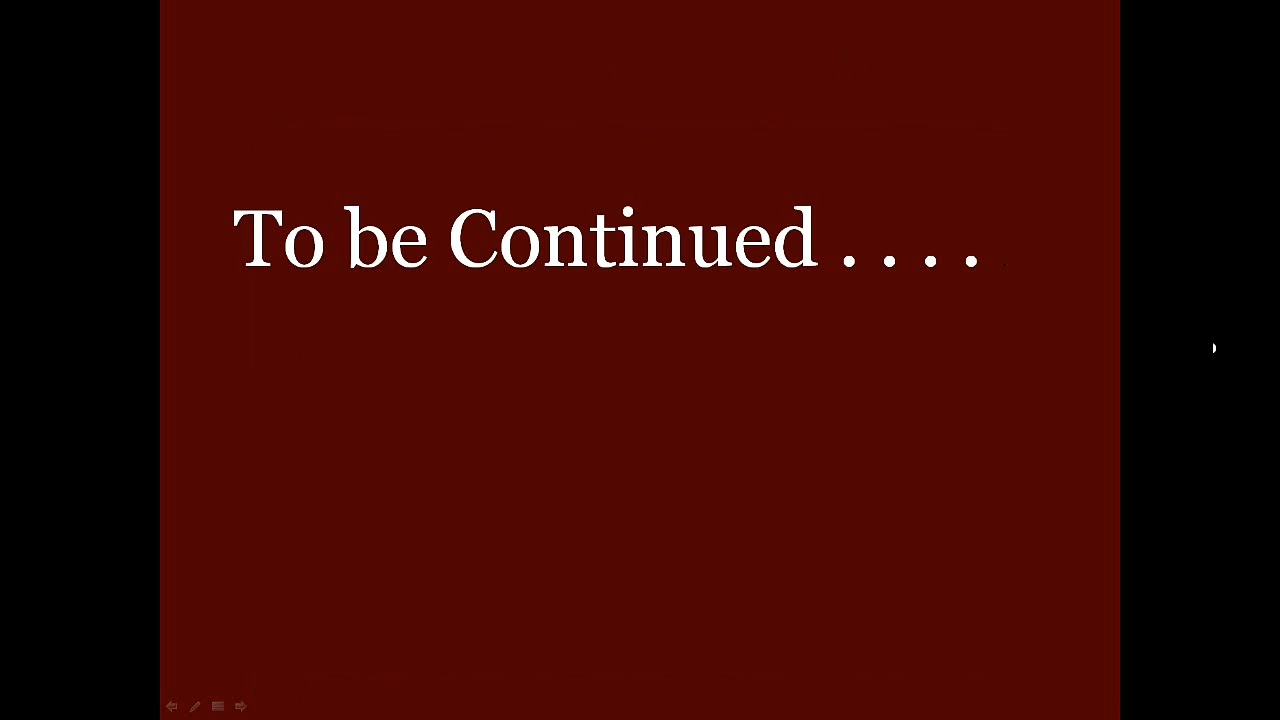 To be Continued . . . .